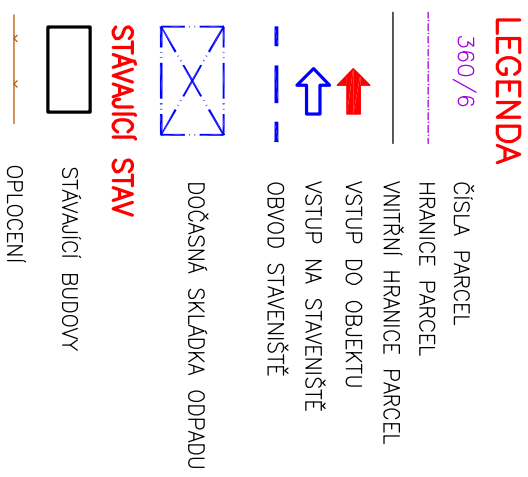 LEGENDA
360/6 ČÍSLA PARCEL
HRANICE PARCEL
VNITŘNÍ HRANICE PARCEL
VSTUP DO OBJEKTU
VSTUP NA STAVENIŠTĚ
OBVOD STAVENIŠTĚ
DOČASNÁ SKLÁDKA ODPADU
STÁVAJÍCÍ STAV
STÁVAJÍCÍ BUDOVY
OPLOCENÍ